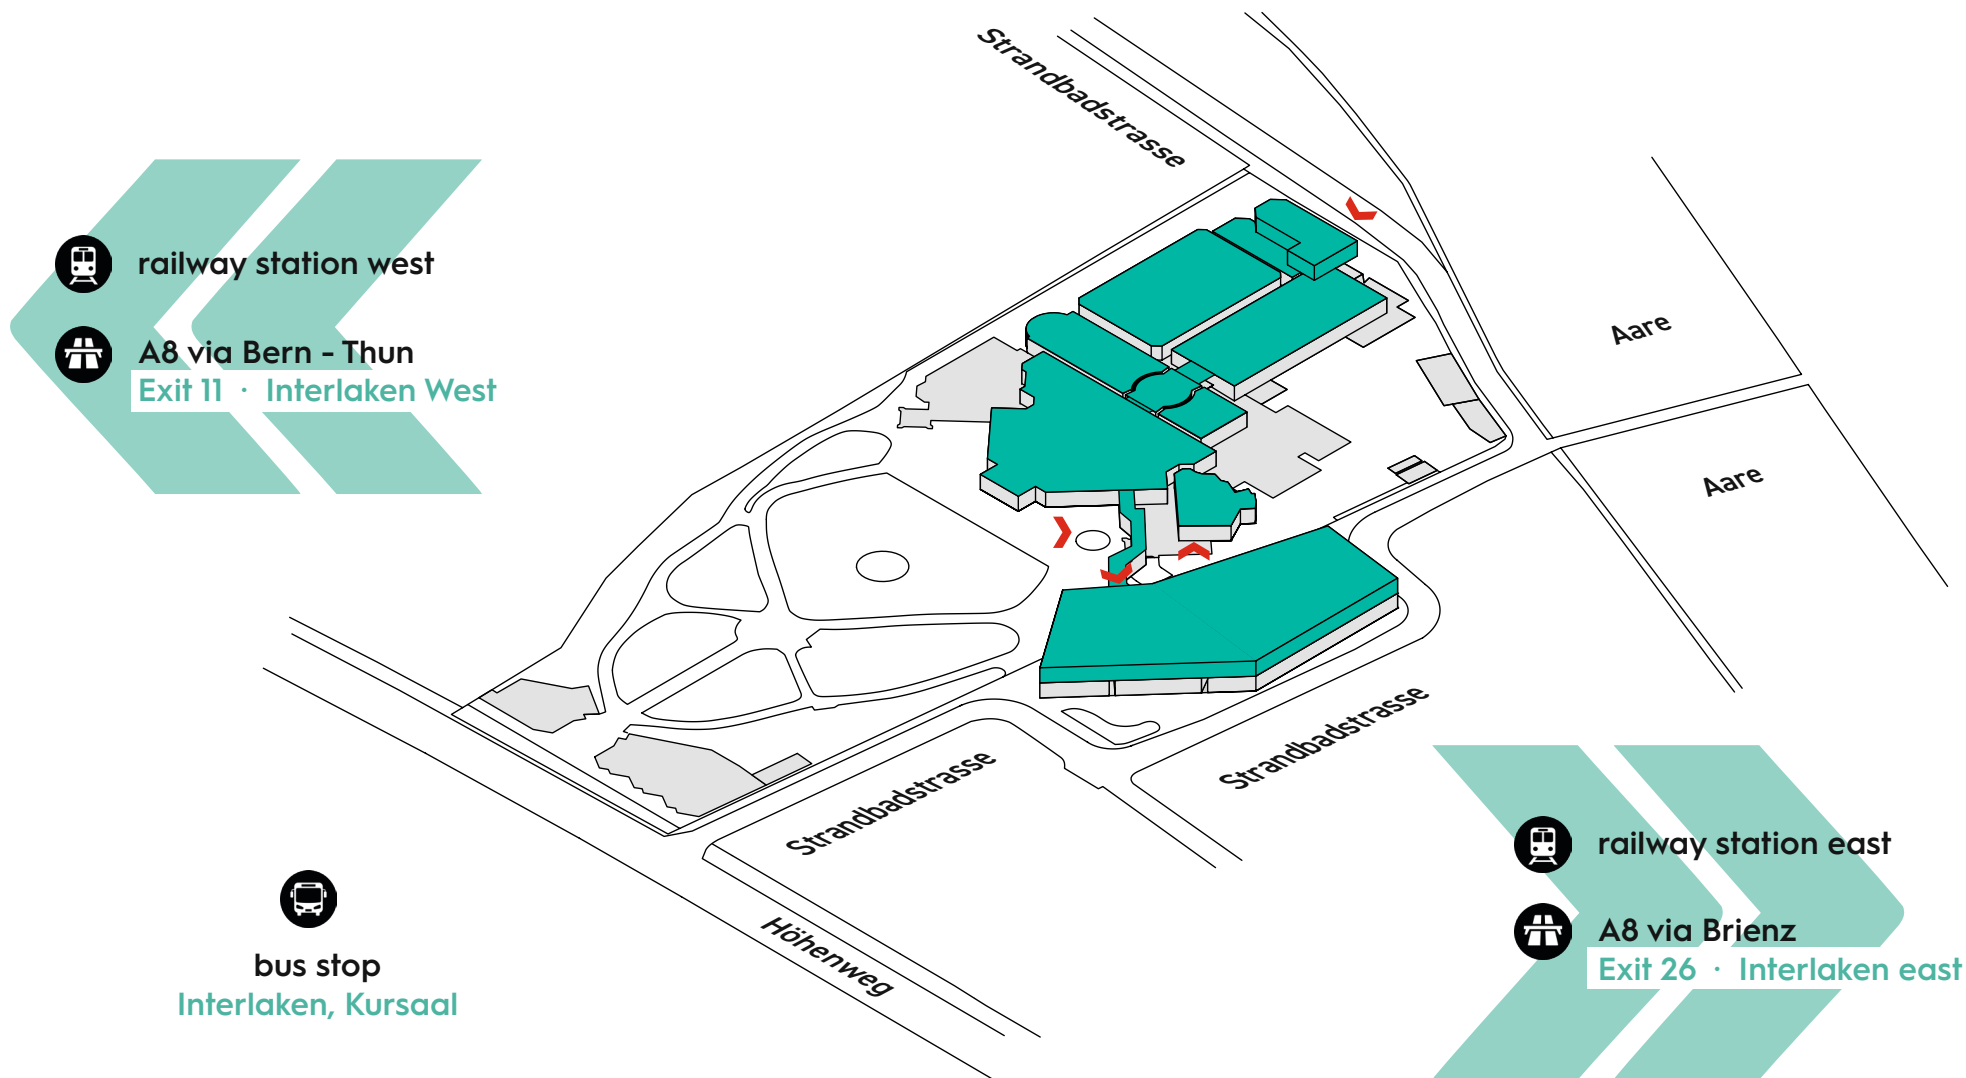 Strandbadstrasse
railway station west
A8 via Bern - Thun
Exit 11 · Interlaken West
Aare
Aare
Strandbadstrasse
Strandbadstrasse
railway station east
A8 via Brienz
Exit 26 · Interlaken east
Höhenweg
bus stop
Interlaken, Kursaal